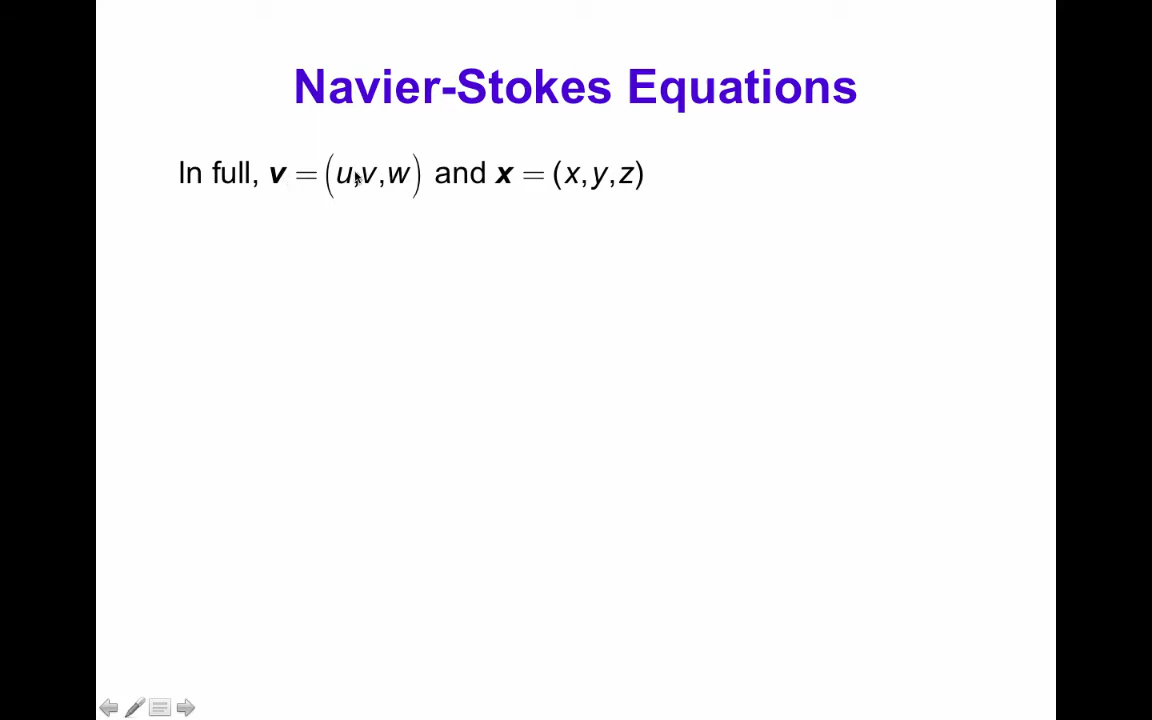 Navier-Stokes Equations
In full, v = (u,v,w) and x = (x,y,z)